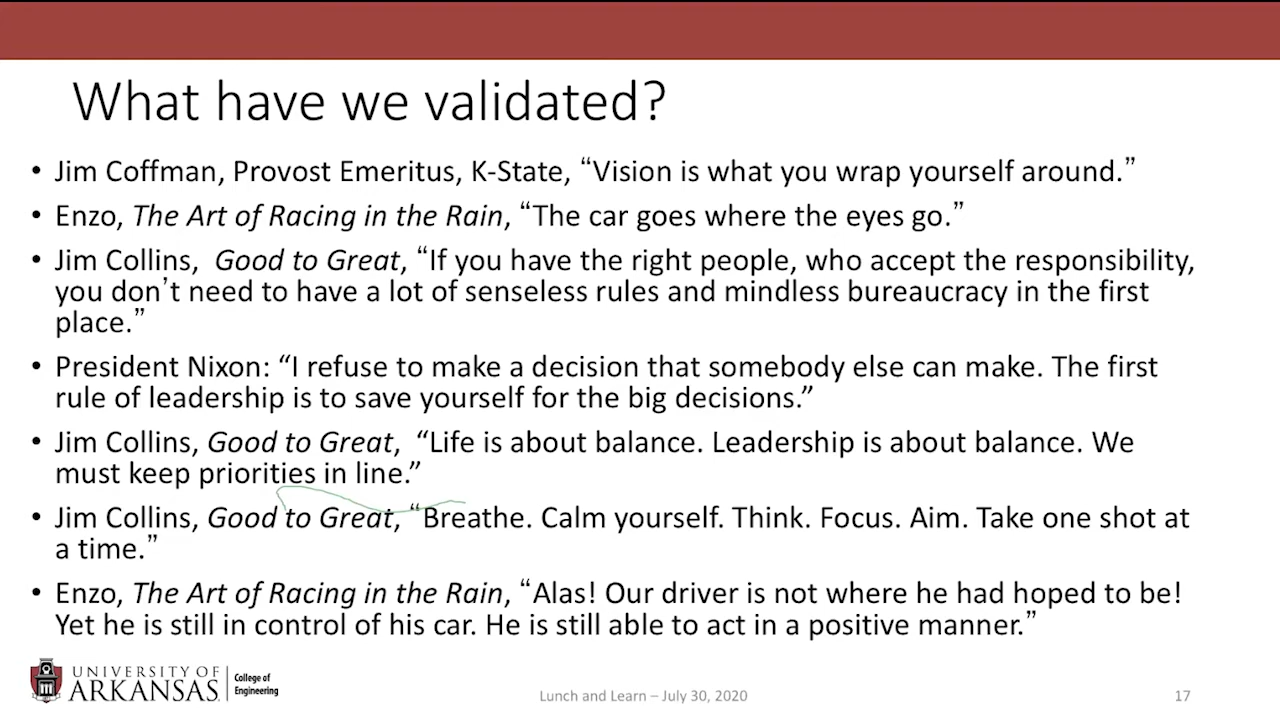 What have we validated?
• Jim Coffman, Provost Emeritus, K-State, “Vision is what you wrap yourself around.”
• Enzo, The Art of Racing in the Rain, “The car goes where the eyes go.”
• Jim Collins, Good to Great, “If you have the right people, who accept the responsibility,
you don’t need to have a lot of senseless rules and mindless bureaucracy in the first
place.”
• President Nixon: “I refuse to make a decision that somebody else can make. The first
rule of leadership is to save yourself for the big decisions.”
• Jim Collins, Good to Great, “Life is about balance. Leadership is about balance. We
must keep priorities in line.”
• Jim Collins, Good to Great, “Breathe. Calm yourself. Think. Focus. Aim. Take one shot at
a time.”
• Enzo, The Art of Racing in the Rain, “Alas! Our driver is not where he had hoped to be!
Yet he is still in control of his car. He is still able to act in a positive manner.”
UNIVERSITY OF
ARKANSAS
College of
Engineering
Lunch and Learn – July 30, 2020
17